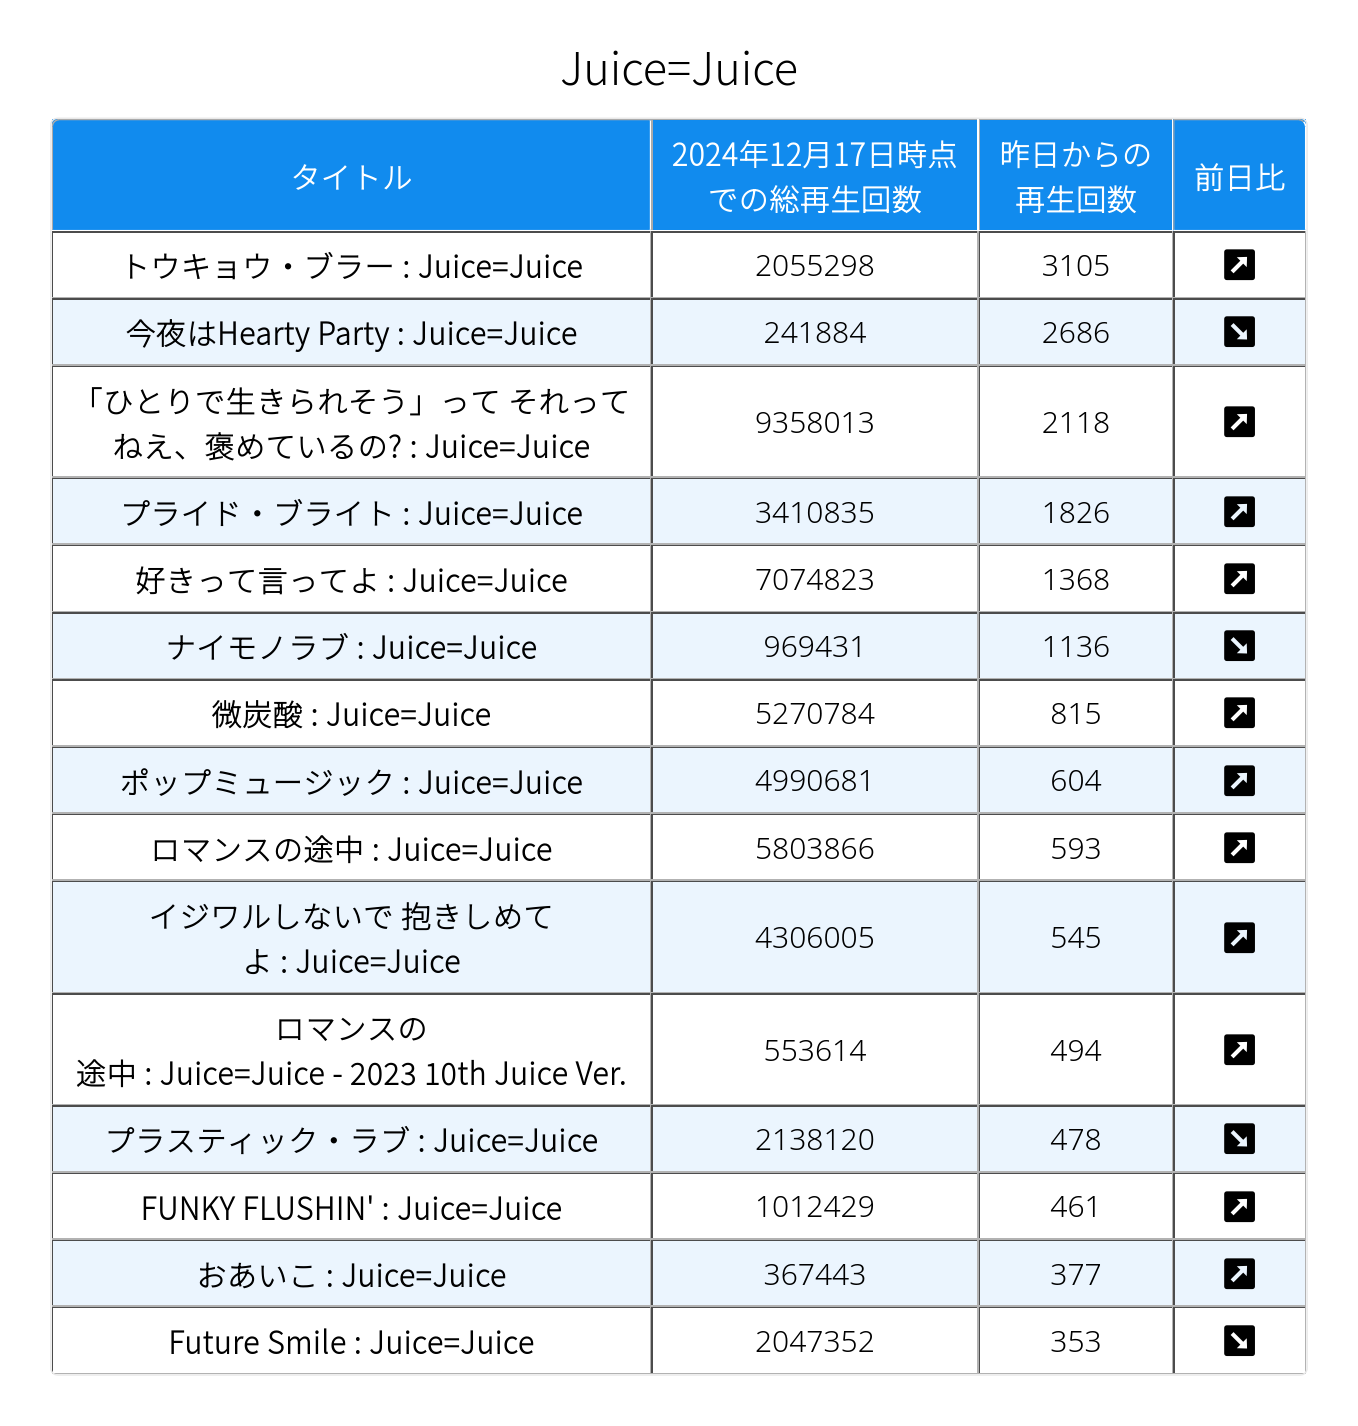 Juice=Juice
タイトル
2024年12月17日時点
での総再生回数
昨日からの
再生回数
前日比
トウキョウ・ブラー : Juice=Juice
2055298
3105
今夜はHearty Party : Juice=Juice
241884
2686
「ひとりで生きられそう」って それって
ねえ、褒めているの? : Juice=Juice
9358013
2118
プライド・ブライト : Juice=Juice
3410835
1826
好きって言ってよ : Juice=Juice
7074823
1368
ナイモノラブ : Juice=Juice
969431
1136
微炭酸 : Juice=Juice
5270784
815
ポップミュージック : Juice=Juice
4990681
604
ロマンスの途中 : Juice=Juice
5803866
593
イジワルしないで 抱きしめて
よ : Juice=Juice
4306005
545
ロマンスの
途中 : Juice=Juice - 2023 10th Juice Ver.
553614
494
プラスティック・ラブ : Juice=Juice
2138120
478
FUNKY FLUSHIN' : Juice=Juice
1012429
461
おあいこ : Juice=Juice
367443
377
Future Smile : Juice=Juice
2047352
353